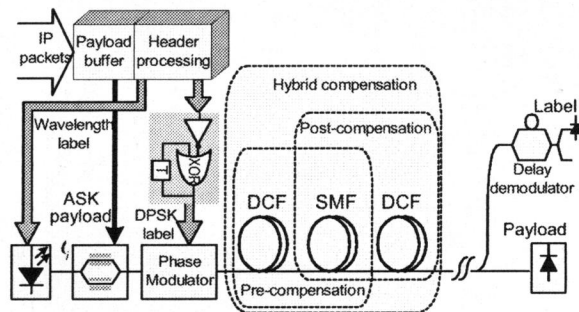 IP
packets
Payload
buffer
Header
processing
Hybrid compensation
Wavelength
label
Post-compensation
Label
XOR
T
ASK
payload
DPSK
label
DCF
SMF
DCF
Delay
demodulator
Payload
Phase
Modulator
Pre-compensation